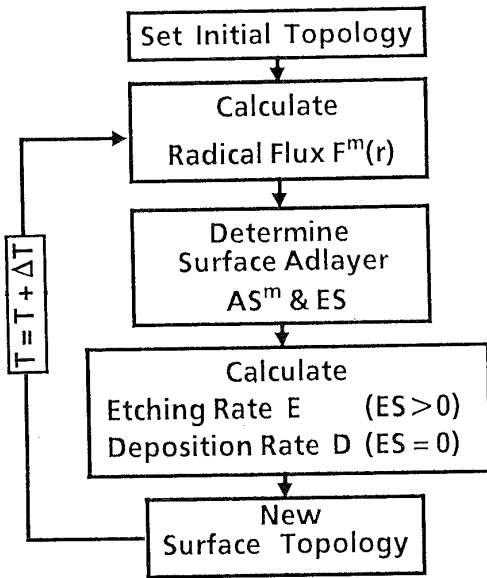 Set Initial Topology
Calculate
Radical Flux F^m(r)
Determine
Surface Adlayer
AS^m & ES
Calculate
Etching Rate E (ES > 0)
Deposition Rate D (ES = 0)
New
Surface Topology
T = T + ΔT